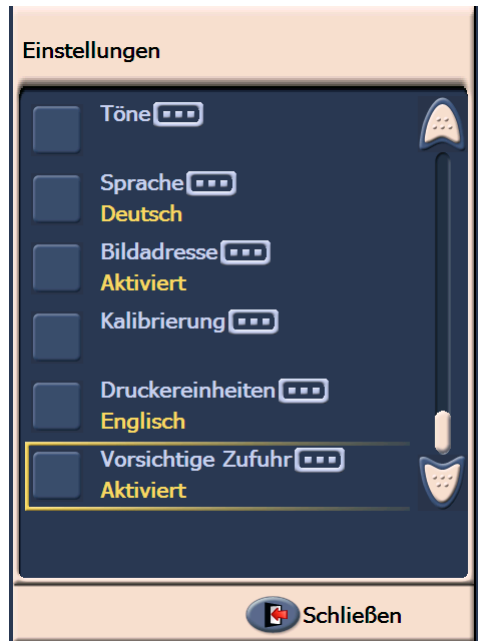 Einstellungen
Töne
Sprache
Deutsch
Bildadresse
Aktiviert
Kalibrierung
Druckereinheiten
Englisch
Vorsichtige Zufuhr
Aktiviert
Schließen